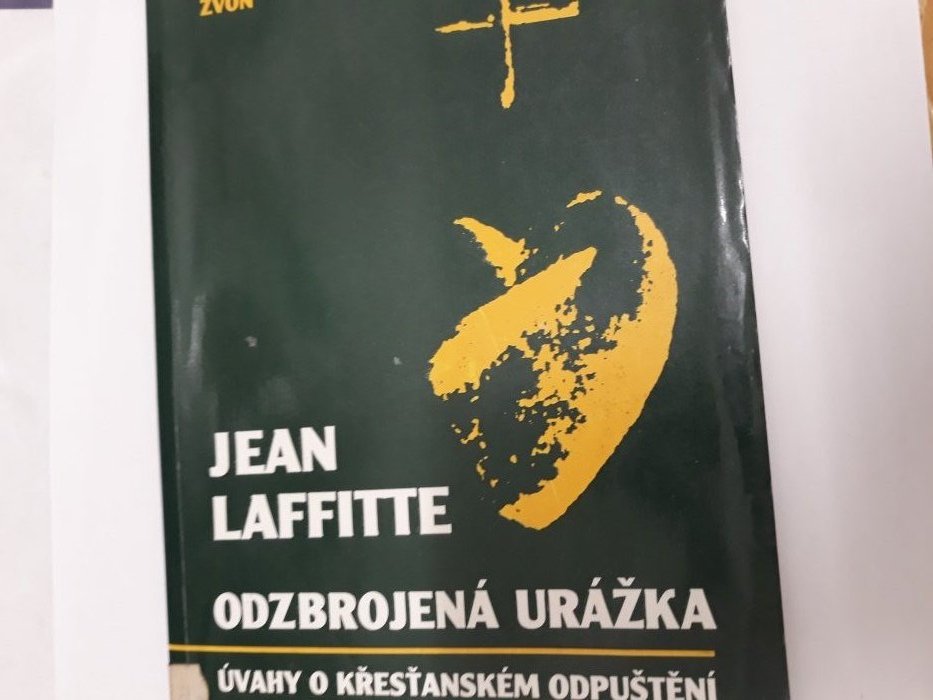 ZVON
JEAN
LAFFITTE
ODZBROJENÁ URÁŽKA
ÚVAHY O KŘESŤANSKÉM ODPUŠTĚNÍ